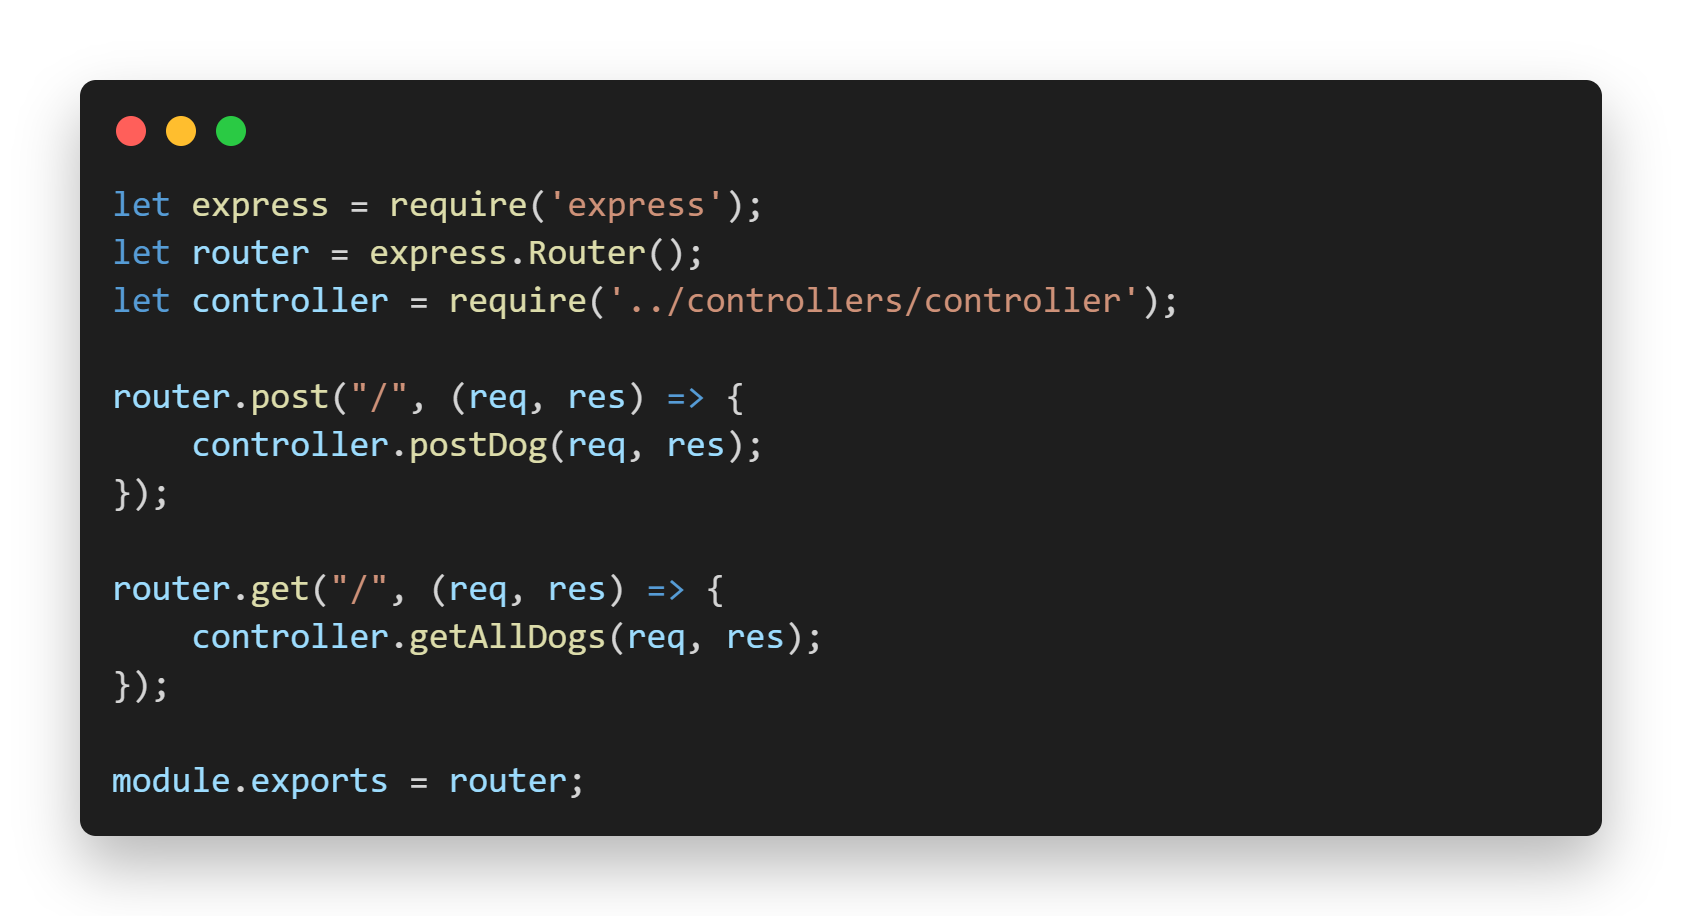 let express = require('express');
let router = express.Router();
let controller = require('../controllers/controller');

router.post("/", (req, res) => {
    controller.postDog(req, res);
});

router.get("/", (req, res) => {
    controller.getAllDogs(req, res);
});

module.exports = router;